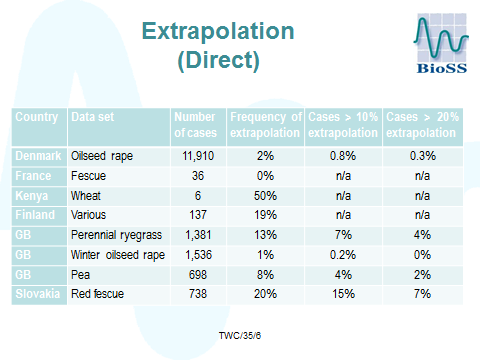 Extrapolation
(Direct)
BioSS
Country Data set Number of cases Frequency of extrapolation Cases > 10% extrapolation Cases > 20% extrapolation
Denmark Oilseed rape 11,910 2% 0.8% 0.3%
France Fescue 36 0% n/a n/a
Kenya Wheat 6 50% n/a n/a
Finland Various 137 19% n/a n/a
GB Perennial ryegrass 1,381 13% 7% 4%
GB Winter oilseed rape 1,536 1% 0.2% 0%
GB Pea 698 8% 4% 2%
Slovakia Red fescue 738 20% 15% 7%
TWC/35/6